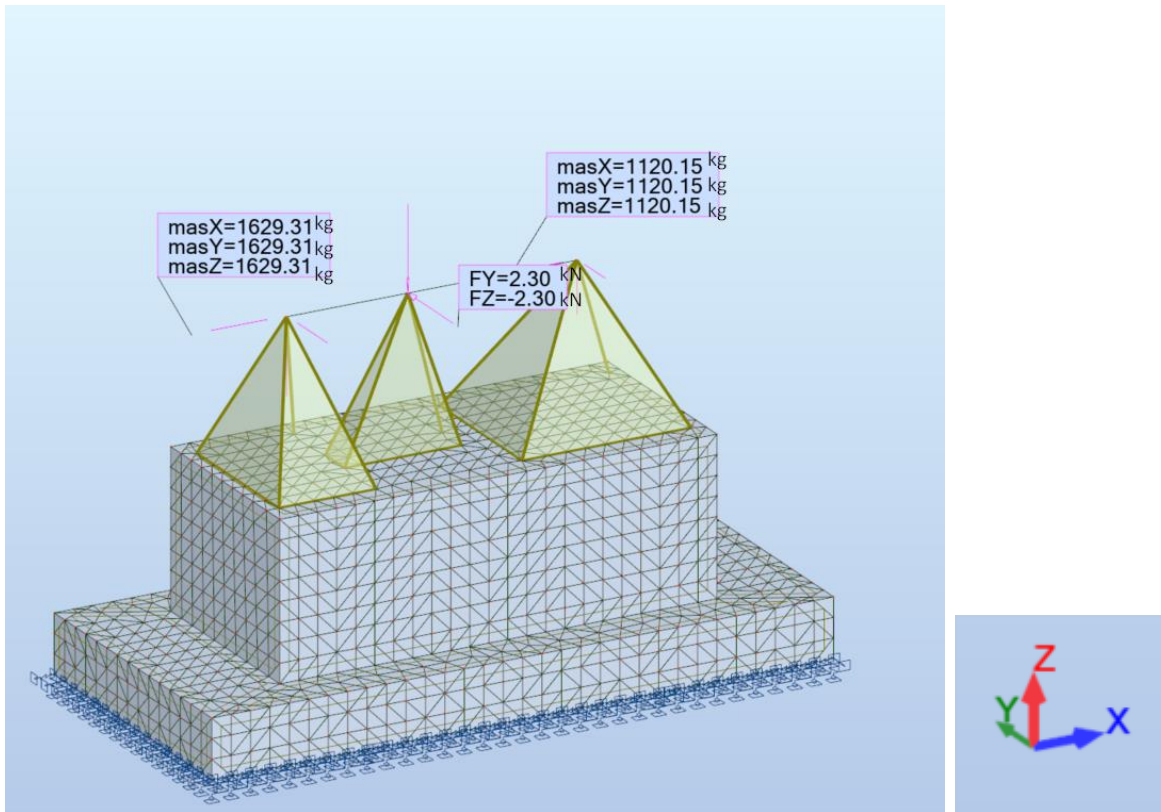 masX=1120.15 kg
masY=1120.15 kg
masZ=1120.15 kg
masX=1629.31 kg
masY=1629.31 kg
masZ=1629.31 kg
FY=2.30 kN
FZ=-2.30 kN
Z
Y
X